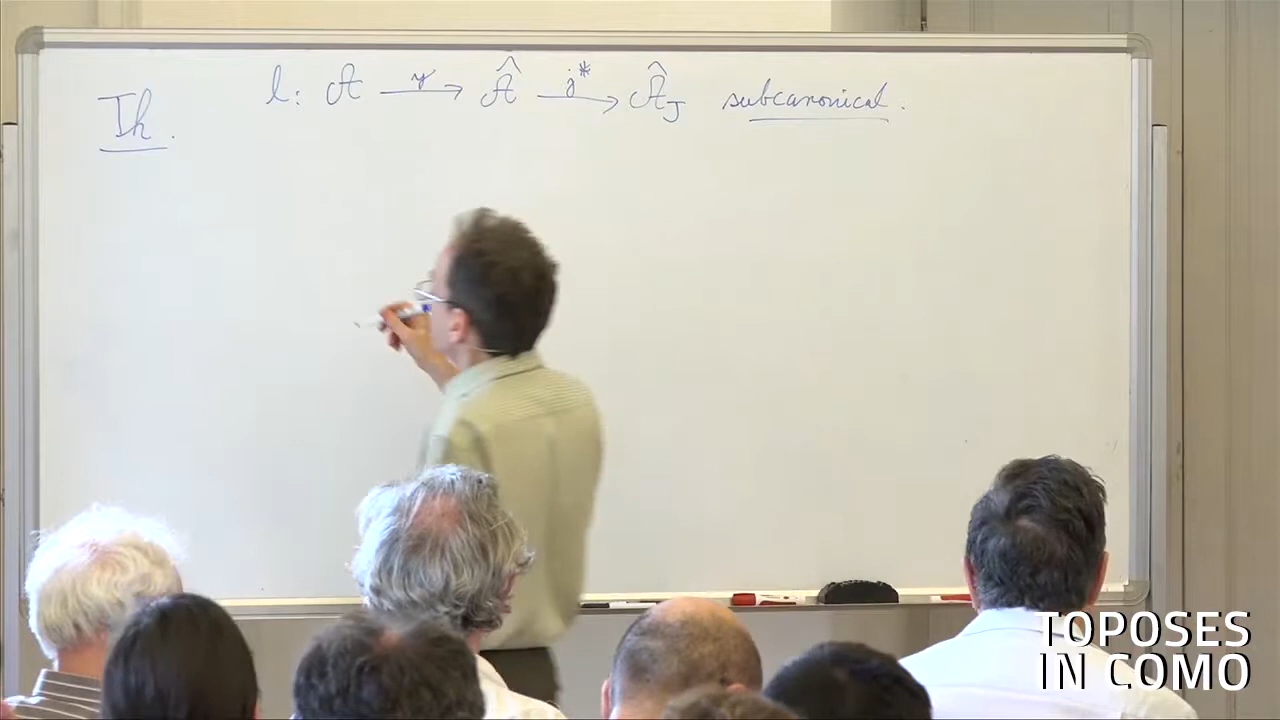 l: 𝒜 —y→ 𝒜̂ —j*→ 𝒜̂_J subcanonical.
Th.
TOPOSES
IN COMO